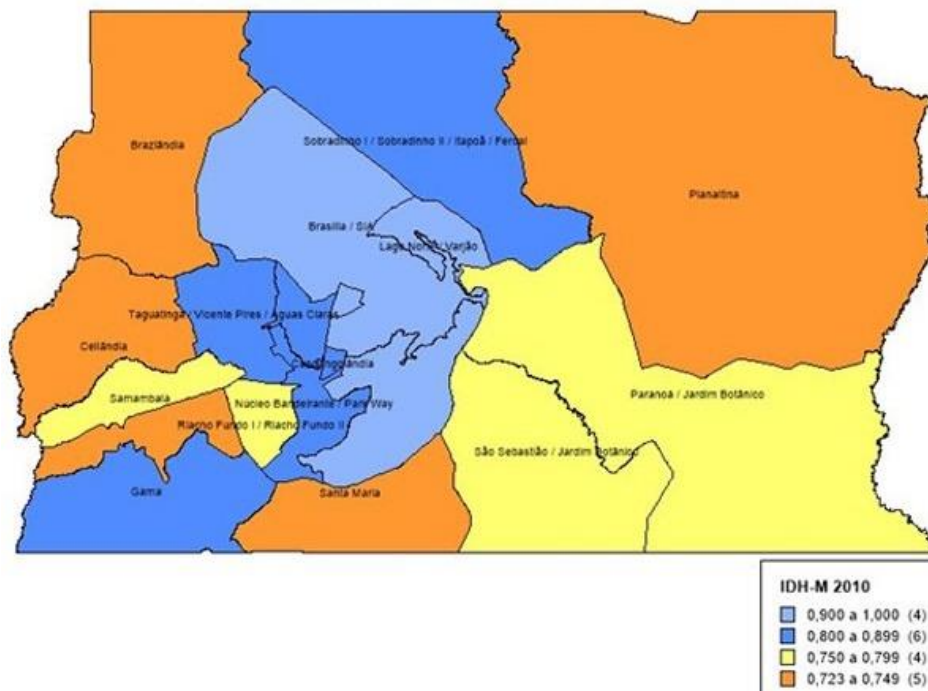 Sobradinho I / Sobradinho II / Itapoã / Fercal
Brazlândia
Planaltina
Brasília / SIA
Lago Norte / Varjão
Taguatinga / Vicente Pires / Águas Claras
Ceilândia
Candangolândia
Samambaia
Núcleo Bandeirante / Park Way
Paranoá / Jardim Botânico
Riacho Fundo I / Riacho Fundo II
São Sebastião / Jardim Botânico
Gama
Santa Maria
IDH-M 2010
0,900 a 1,000 (4)
0,800 a 0,899 (6)
0,750 a 0,799 (4)
0,723 a 0,749 (5)